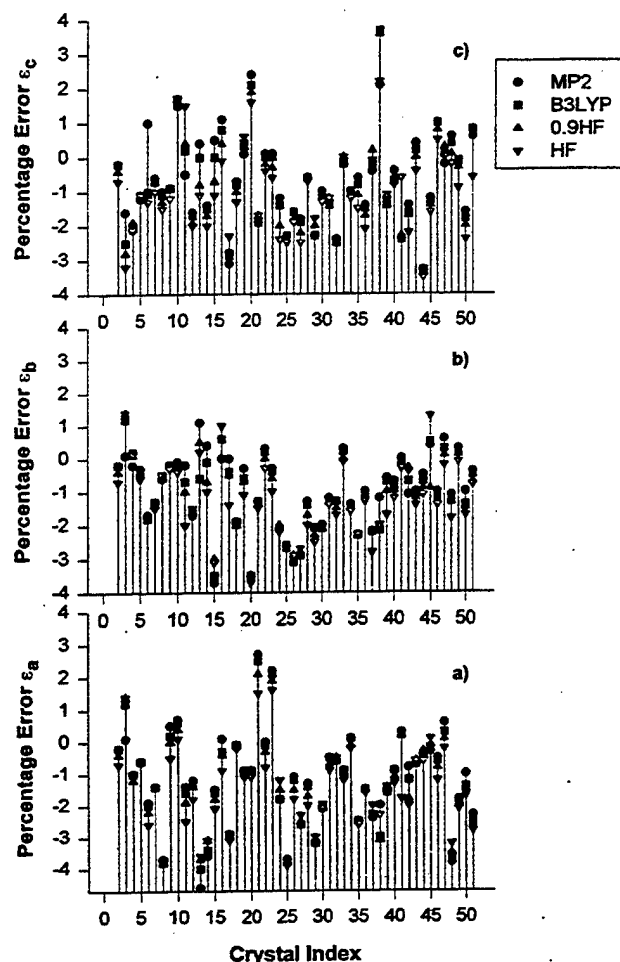 c)
Percentage Error εc
4
3
2
1
0
-1
-2
-3
-4
0 5 10 15 20 25 30 35 40 45 50
MP2
B3LYP
0.9HF
HF
b)
Percentage Error εb
4
3
2
1
0
-1
-2
-3
-4
0 5 10 15 20 25 30 35 40 45 50
a)
Percentage Error εa
4
3
2
1
0
-1
-2
-3
-4
0 5 10 15 20 25 30 35 40 45 50
Crystal Index